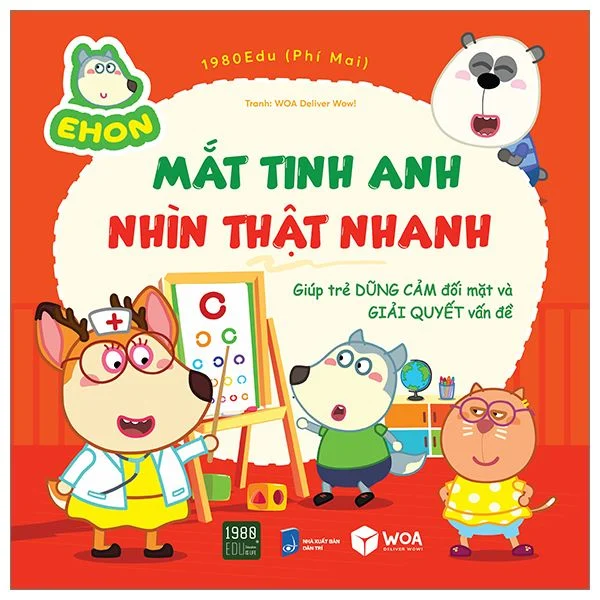 1980Edu (Phí Mai)
Tranh: WOA Deliver Wow!
EHON
MẮT TINH ANH
NHÌN THẬT NHANH
Giúp trẻ DŨNG CẢM đối mặt và
GIẢI QUYẾT vấn đề
1980
EDU
NHÀ XUẤT BẢN
DÂN TRÍ
WOA
DELIVER WOW!